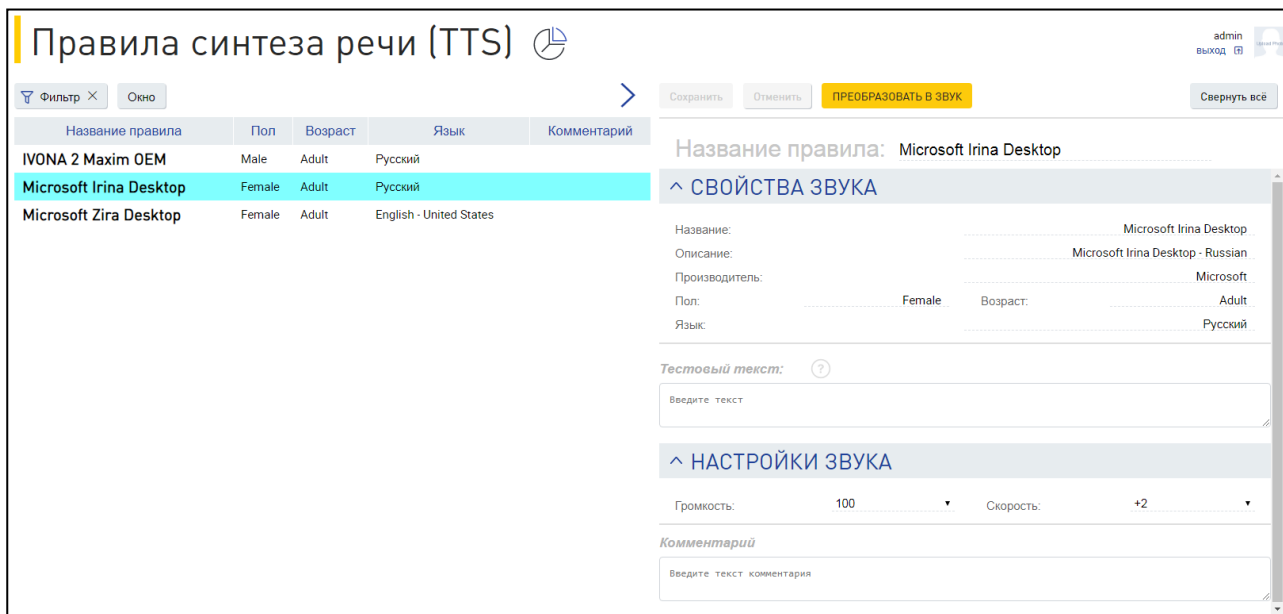 Правила синтеза речи (TTS)
admin
выход
Фильтр × Окно
Сохранить Отменить ПРЕОБРАЗОВАТЬ В ЗВУК Свернуть всё
Название правила Пол Возраст Язык Комментарий
IVONA 2 Maxim OEM Male Adult Русский
Microsoft Irina Desktop Female Adult Русский
Microsoft Zira Desktop Female Adult English - United States
Название правила: Microsoft Irina Desktop
СВОЙСТВА ЗВУКА
Название: Microsoft Irina Desktop
Описание: Microsoft Irina Desktop - Russian
Производитель: Microsoft
Пол: Female Возраст: Adult
Язык: Русский
Тестовый текст: ?
Введите текст
НАСТРОЙКИ ЗВУКА
Громкость: 100 Скорость: +2
Комментарий
Введите текст комментария